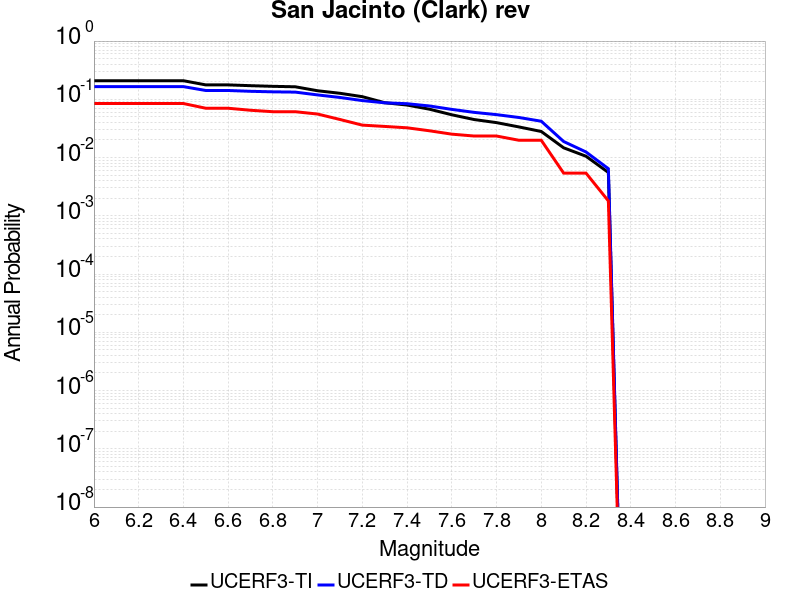 San Jacinto (Clark) rev
10^0
10^-1
10^-2
10^-3
10^-4
10^-5
10^-6
10^-7
10^-8
Annual Probability
6 6.2 6.4 6.6 6.8 7 7.2 7.4 7.6 7.8 8 8.2 8.4 8.6 8.8 9
Magnitude
UCERF3-TI UCERF3-TD UCERF3-ETAS